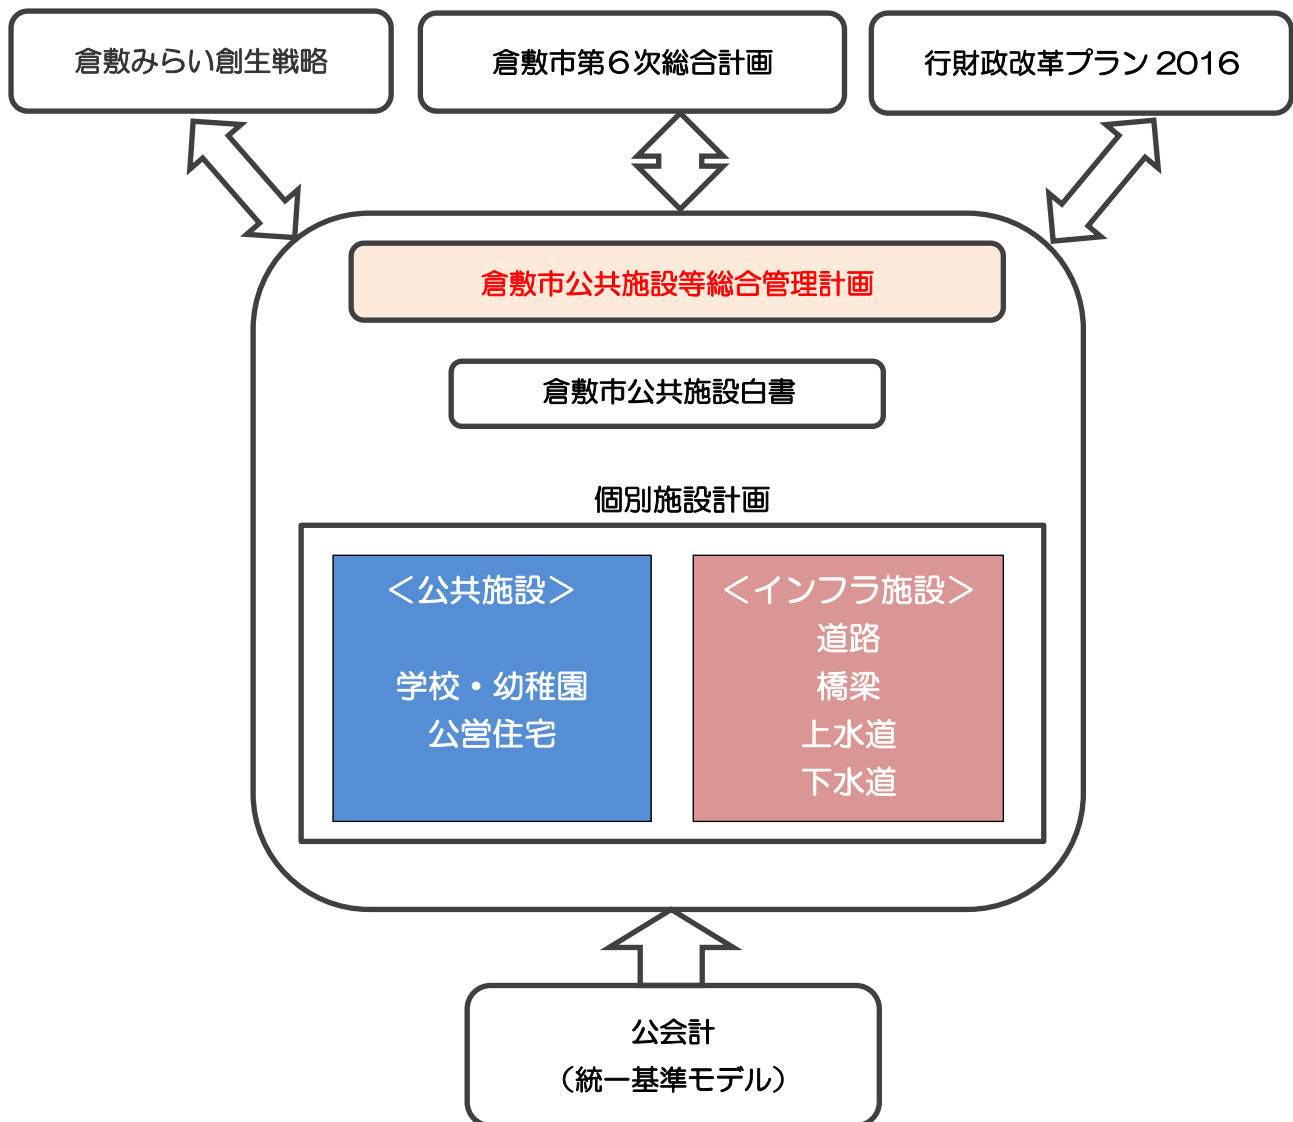 倉敷みらい創生戦略
倉敷市第６次総合計画
行財政改革プラン 2016
倉敷市公共施設等総合管理計画
倉敷市公共施設白書
個別施設計画
＜公共施設＞
学校・幼稚園
公営住宅
＜インフラ施設＞
道路
橋梁
上水道
下水道
公会計
（統一基準モデル）